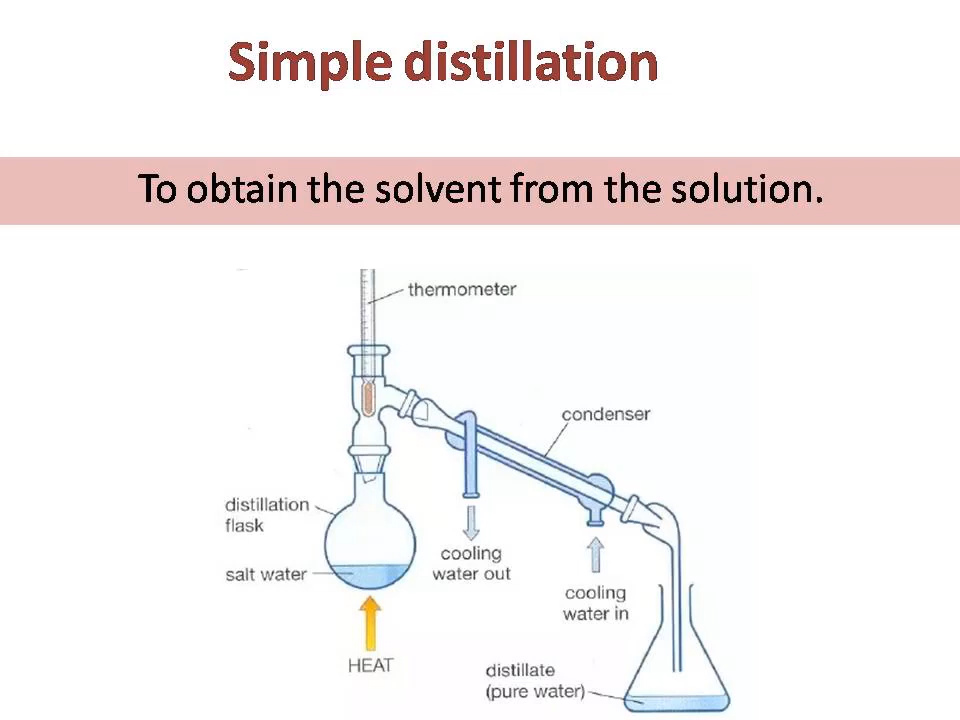 Simple distillation
To obtain the solvent from the solution.
thermometer
condenser
distillation
flask
salt water
cooling
water out
cooling
water in
HEAT
distillate
(pure water)